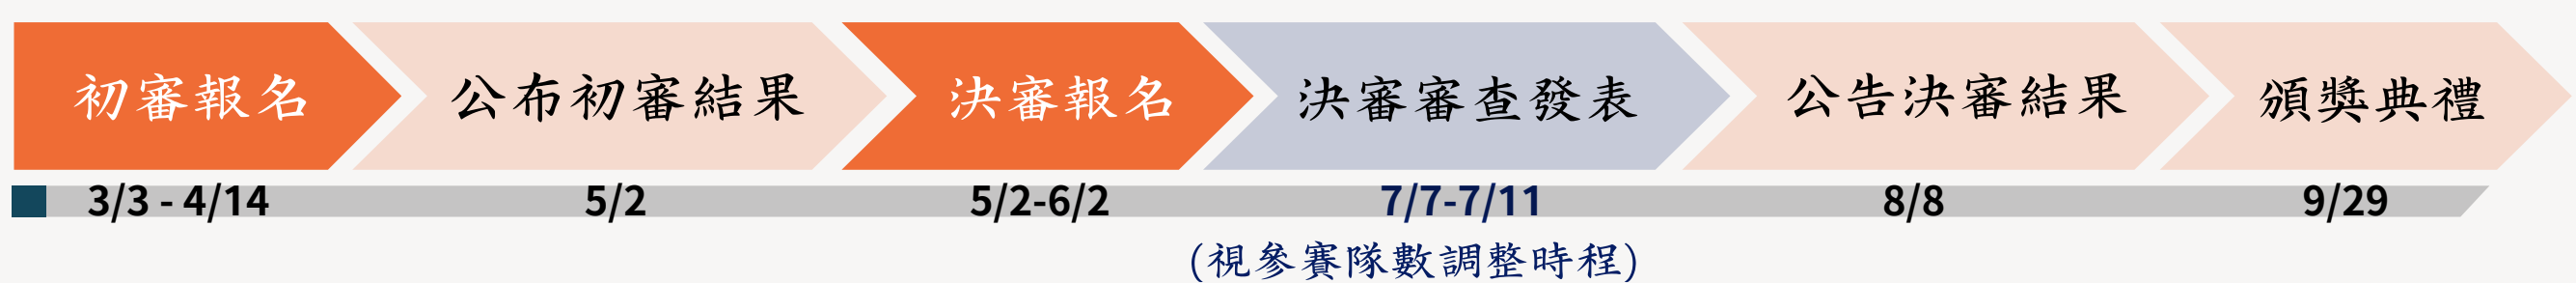 初審報名
公布初審結果
決審報名
決審審查發表
公告決審結果
頒獎典禮
3/3 - 4/14
5/2
5/2-6/2
7/7-7/11
8/8
9/29
(視參賽隊數調整時程)